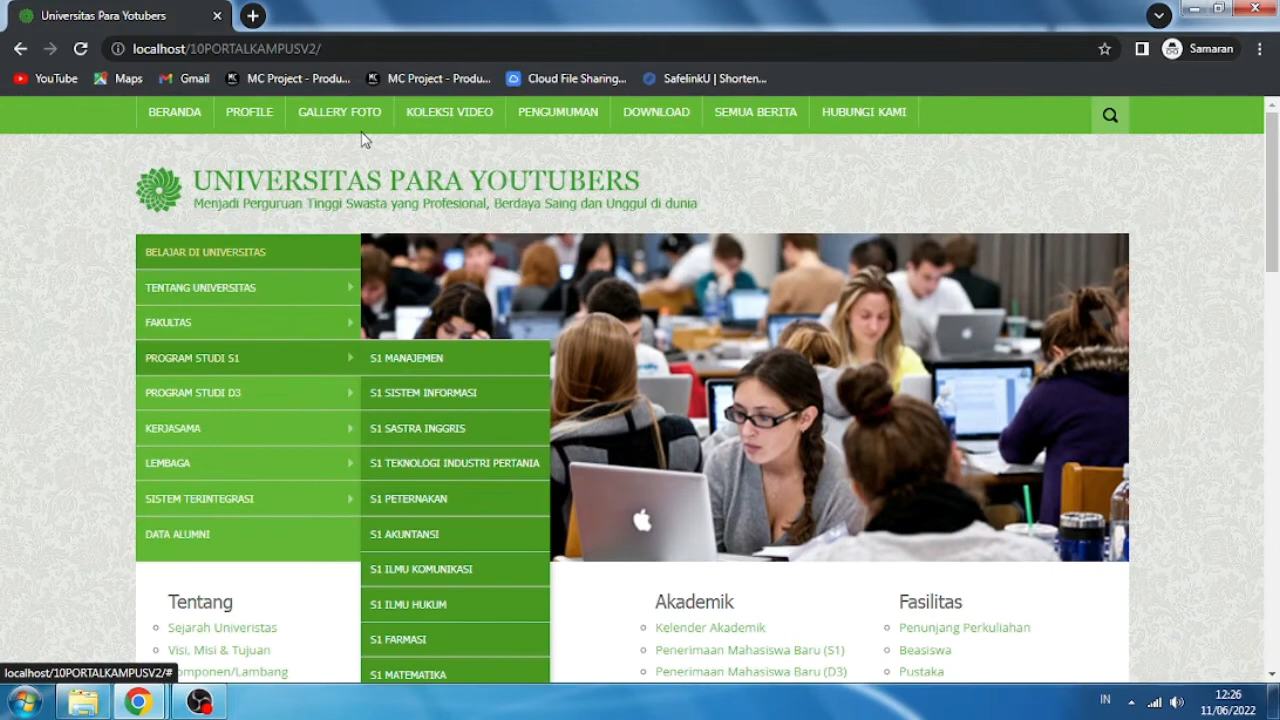 Universitas Para Yotubers
localhost/10PORTALKAMPUSV2/
Samaran
YouTube
Maps
Gmail
MC Project - Produ...
MC Project - Produ...
Cloud File Sharing...
SafelinkU | Shorten...
BERANDA
PROFILE
GALLERY FOTO
KOLEKSI VIDEO
PENGUMUMAN
DOWNLOAD
SEMUA BERITA
HUBUNGI KAMI
UNIVERSITAS PARA YOUTUBERS
Menjadi Perguruan Tinggi Swasta yang Profesional, Berdaya Saing dan Unggul di dunia
BELAJAR DI UNIVERSITAS
TENTANG UNIVERSITAS
FAKULTAS
PROGRAM STUDI S1
PROGRAM STUDI D3
KERJASAMA
LEMBAGA
SISTEM TERINTEGRASI
DATA ALUMNI
S1 MANAJEMEN
S1 SISTEM INFORMASI
S1 SASTRA INGGRIS
S1 TEKNOLOGI INDUSTRI PERTANIA
S1 PETERNAKAN
S1 AKUNTANSI
S1 ILMU KOMUNIKASI
S1 ILMU HUKUM
S1 FARMASI
S1 MATEMATIKA
Tentang
Sejarah Univeristas
Visi, Misi & Tujuan
omponen/Lambang
Akademik
Kelender Akademik
Penerimaan Mahasiswa Baru (S1)
Penerimaan Mahasiswa Baru (D3)
Fasilitas
Penunjang Perkuliahan
Beasiswa
Pustaka
localhost/10PORTALKAMPUSV2/#
IN
12:26
11/06/2022